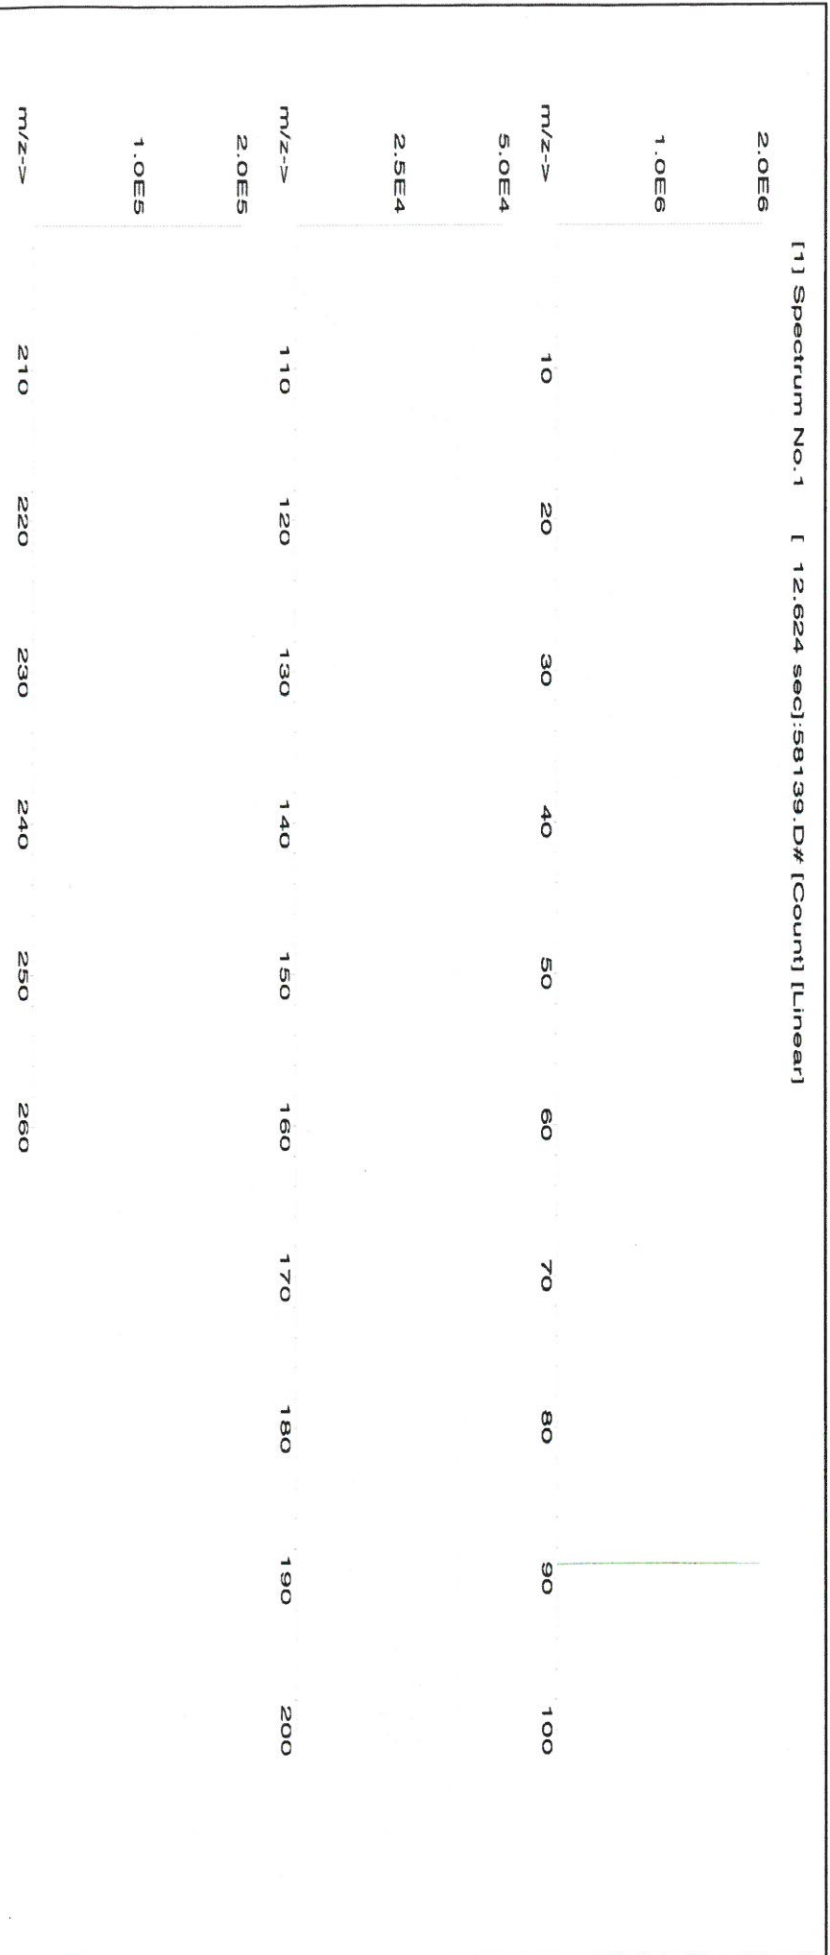 [1] Spectrum No.1 [ 12.624 sec]:58139.D# [Count] [Linear]
2.0E6
1.0E6
m/z-> 10 20 30 40 50 60 70 80 90 100
5.0E4
2.5E4
m/z-> 110 120 130 140 150 160 170 180 190 200
2.0E5
1.0E5
m/z-> 210 220 230 240 250 260